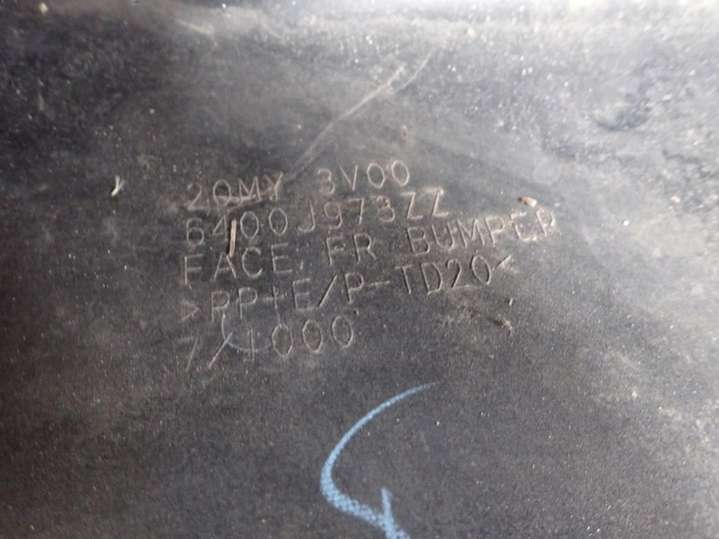 20MY 3V00
6400J973ZZ
FACE, FR BUMPER
>PP+E/P-TD20<
7/1000